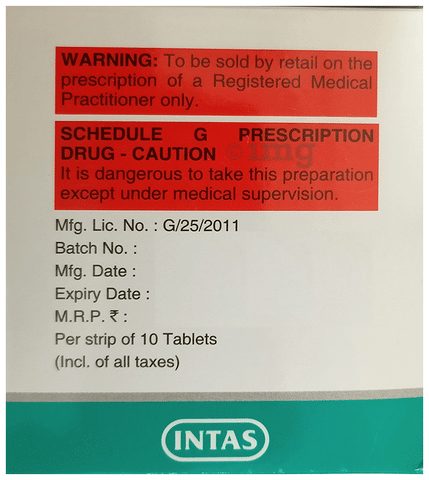 WARNING: To be sold by retail on the
prescription of a Registered Medical
Practitioner only.
SCHEDULE G PRESCRIPTION
DRUG - CAUTION
It is dangerous to take this preparation
except under medical supervision.
Mfg. Lic. No. : G/25/2011
Batch No. :
Mfg. Date :
Expiry Date :
M.R.P. ₹ :
Per strip of 10 Tablets
(Incl. of all taxes)
INTAS